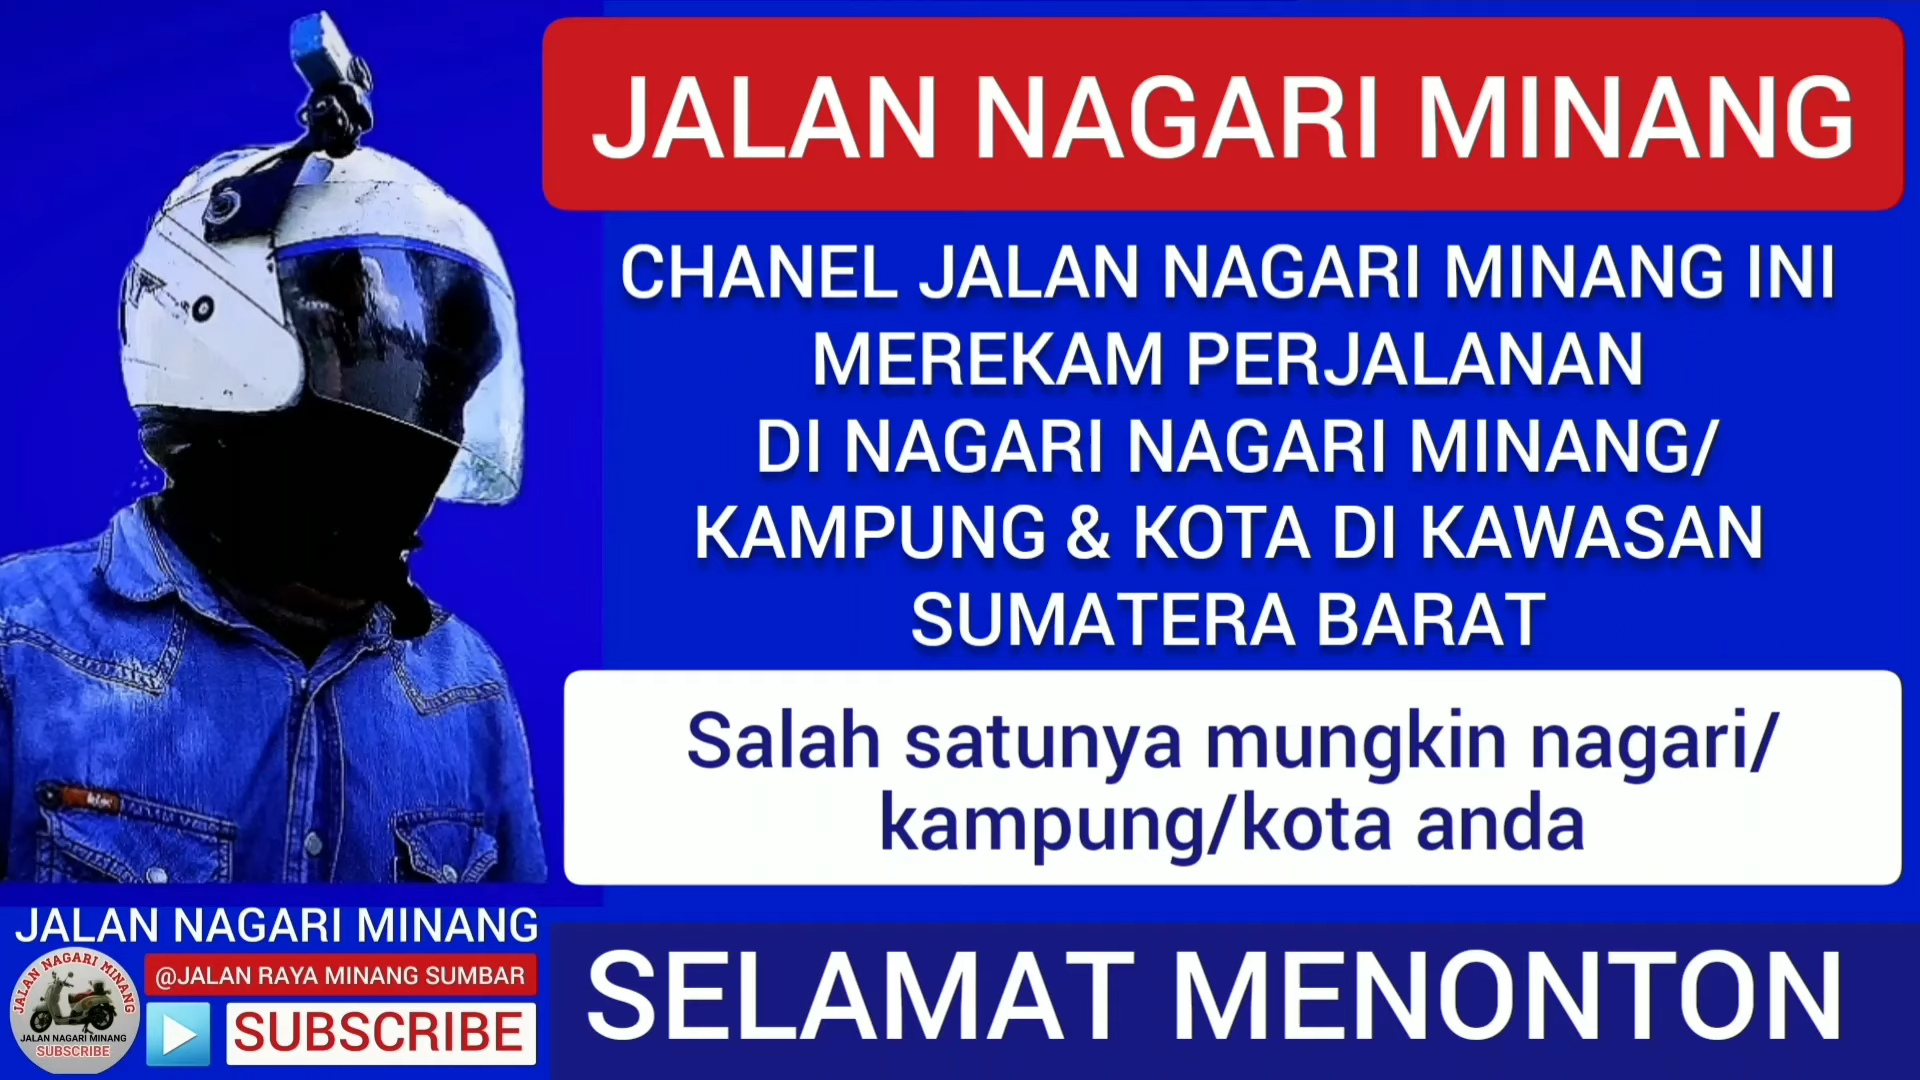 JALAN NAGARI MINANG
CHANEL JALAN NAGARI MINANG INI
MEREKAM PERJALANAN
DI NAGARI NAGARI MINANG/
KAMPUNG & KOTA DI KAWASAN
SUMATERA BARAT
Salah satunya mungkin nagari/
kampung/kota anda
JALAN NAGARI MINANG
@JALAN RAYA MINANG SUMBAR
SUBSCRIBE
JALAN NAGARI MINANG
JALAN NAGARI MINANG
SUBSCRIBE
SELAMAT MENONTON